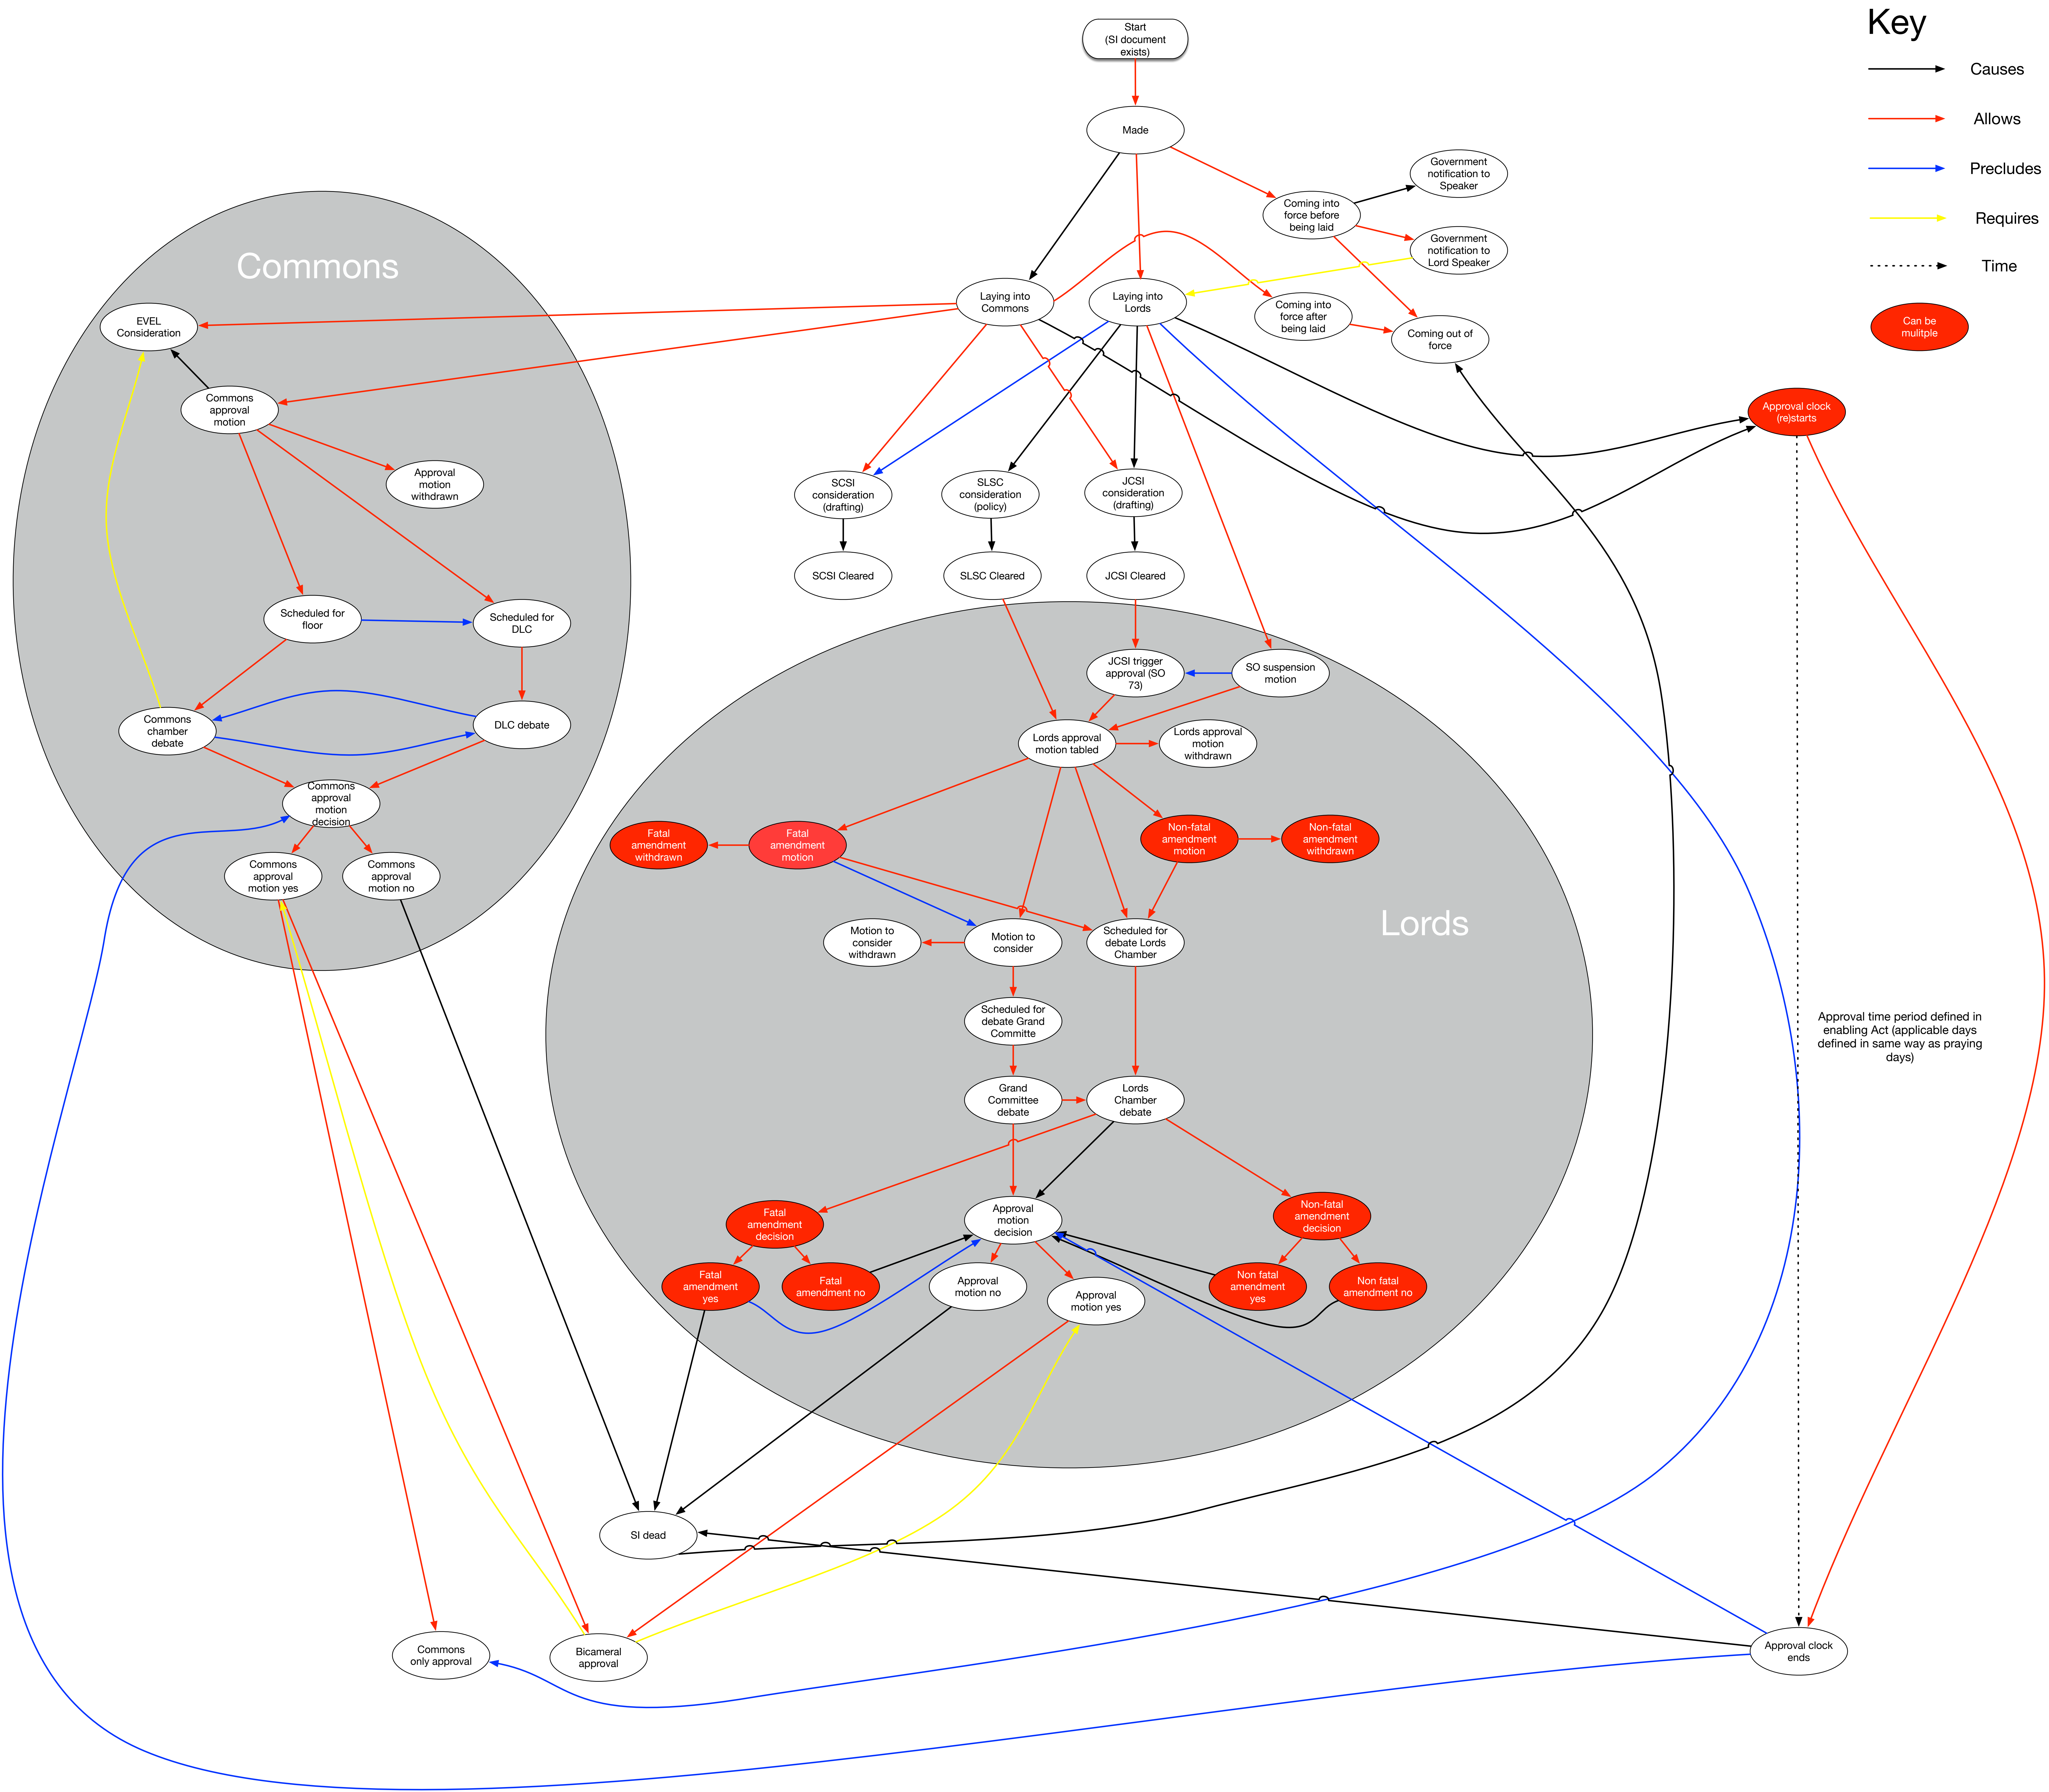 Key
Causes
Allows
Precludes
Requires
Time
Can be
mulitple
Start
(SI document
exists)
Made
Government
notification to
Speaker
Coming into
force before
being laid
Government
notification to
Lord Speaker
Laying into
Commons
Laying into
Lords
Coming into
force after
being laid
Coming out of
force
Commons
EVEL
Consideration
Commons
approval
motion
Approval
motion
withdrawn
Approval clock
(re)starts
SCSI
consideration
(drafting)
SLSC
consideration
(policy)
JCSI
consideration
(drafting)
SCSI Cleared
SLSC Cleared
JCSI Cleared
Scheduled for
floor
Scheduled for
DLC
Commons
chamber
debate
DLC debate
Commons
approval
motion
decision
Commons
approval
motion yes
Commons
approval
motion no
JCSI trigger
approval (SO
73)
SO suspension
motion
Lords approval
motion tabled
Lords approval
motion
withdrawn
Fatal
amendment
withdrawn
Fatal
amendment
motion
Non-fatal
amendment
motion
Non-fatal
amendment
withdrawn
Lords
Motion to
consider
withdrawn
Motion to
consider
Scheduled for
debate Lords
Chamber
Scheduled for
debate Grand
Committe
Approval time period defined in
enabling Act (applicable days
defined in same way as praying
days)
Grand
Committee
debate
Lords
Chamber
debate
Fatal
amendment
decision
Approval
motion
decision
Non-fatal
amendment
decision
Fatal
amendment
yes
Fatal
amendment no
Approval
motion no
Approval
motion yes
Non fatal
amendment
yes
Non fatal
amendment no
SI dead
Commons
only approval
Bicameral
approval
Approval clock
ends